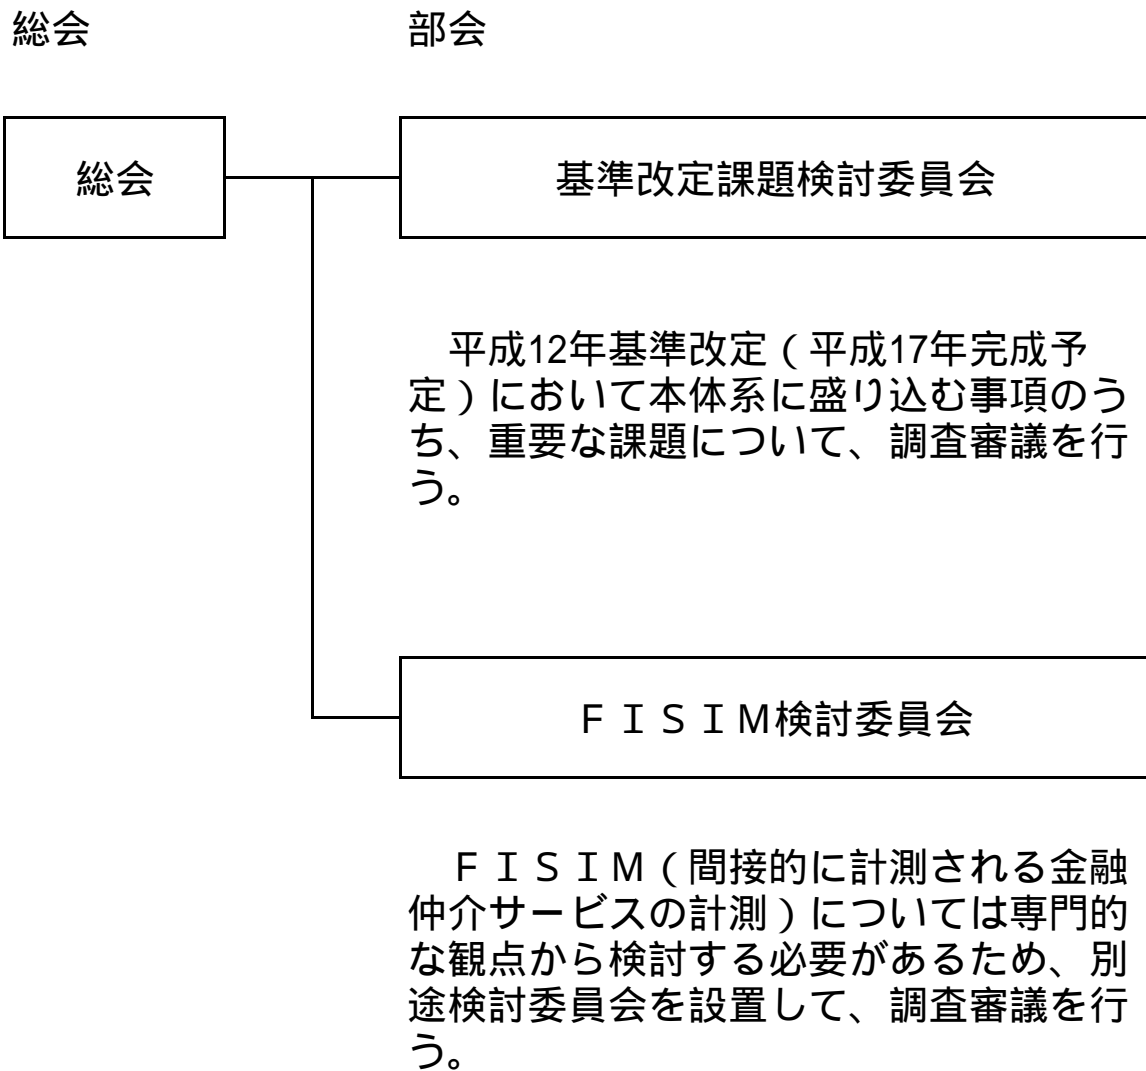 総会　部会
総会
基準改定課題検討委員会
　平成12年基準改定（平成17年完成予
定）において本体系に盛り込む事項のう
ち、重要な課題について、調査審議を行
う。
ＦＩＳＩＭ検討委員会
　ＦＩＳＩＭ（間接的に計測される金融
仲介サービスの計測）については専門的
な観点から検討する必要があるため、別
途検討委員会を設置して、調査審議を行
う。